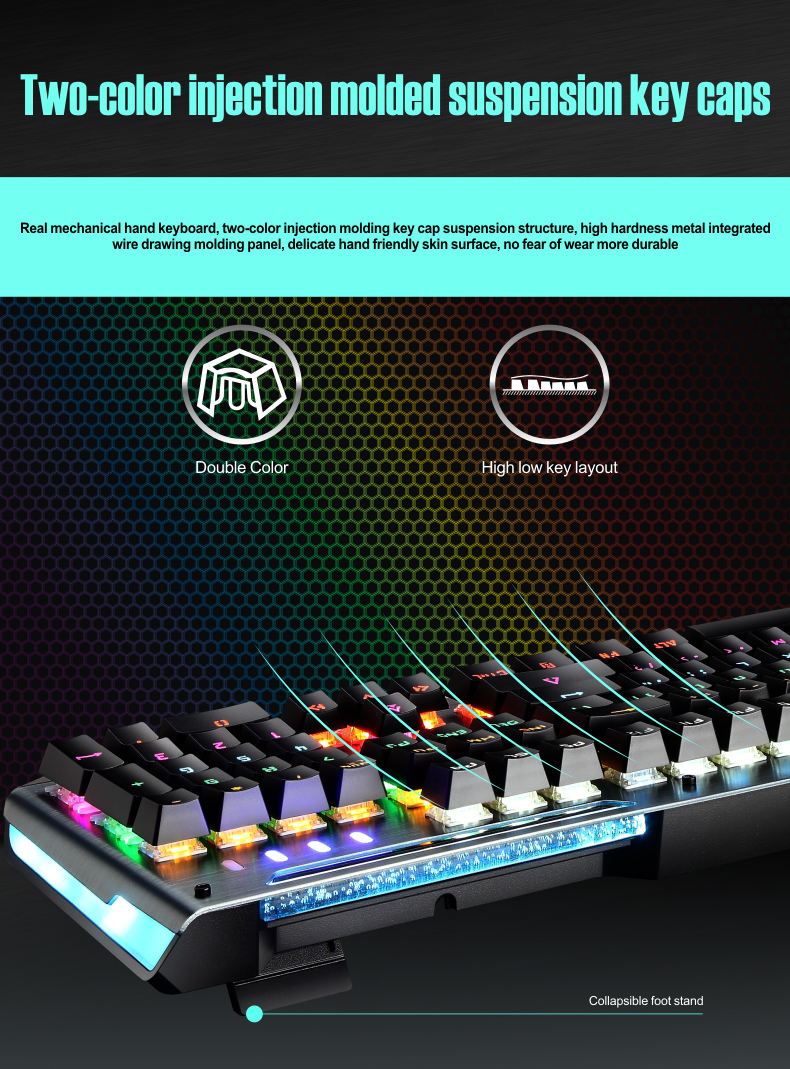 Two-color injection molded suspension key caps
Real mechanical hand keyboard, two-color injection molding key cap suspension structure, high hardness metal integrated
wire drawing molding panel, delicate hand friendly skin surface, no fear of wear more durable
Double Color
High low key layout
Collapsible foot stand